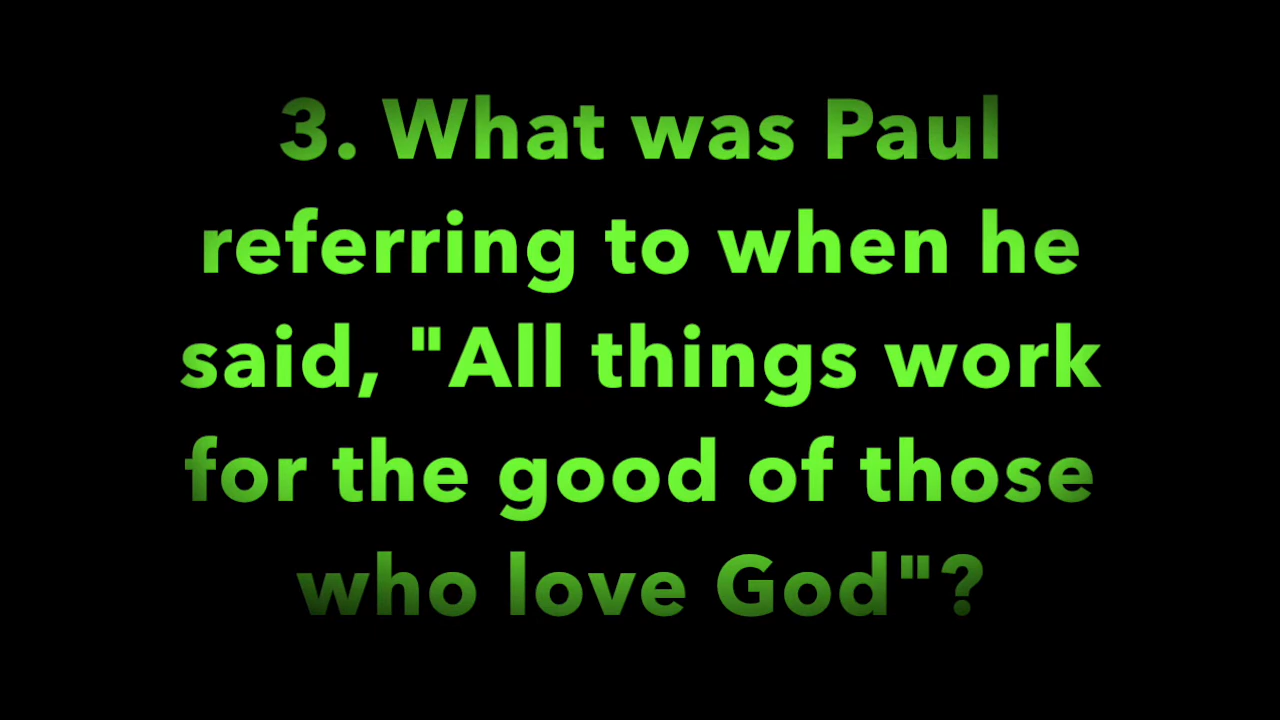 3. What was Paul
referring to when he
said, "All things work
for the good of those
who love God"?